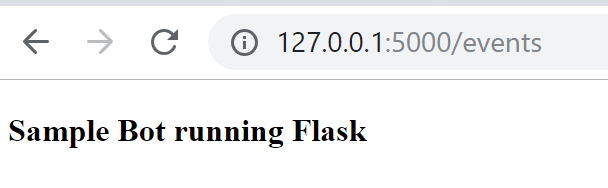 127.0.0.1:5000/events
Sample Bot running Flask